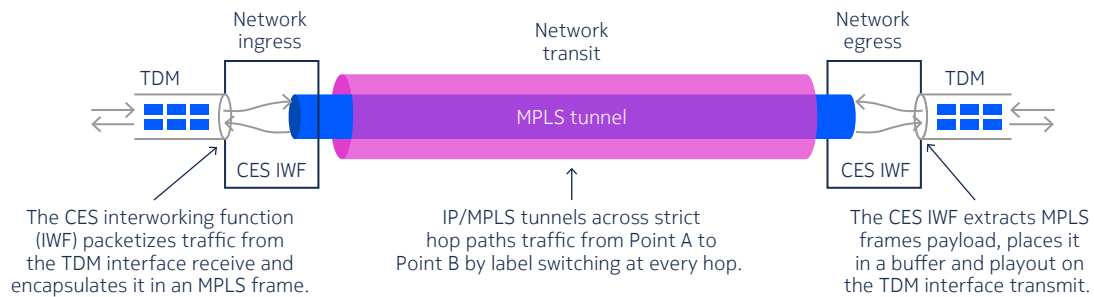 Network
ingress
Network
transit
Network
egress
TDM
TDM
MPLS tunnel
CES IWF
CES IWF
The CES interworking function
(IWF) packetizes traffic from
the TDM interface receive and
encapsulates it in an MPLS frame.
IP/MPLS tunnels across strict
hop paths traffic from Point A to
Point B by label switching at every hop.
The CES IWF extracts MPLS
frames payload, places it
in a buffer and playout on
the TDM interface transmit.